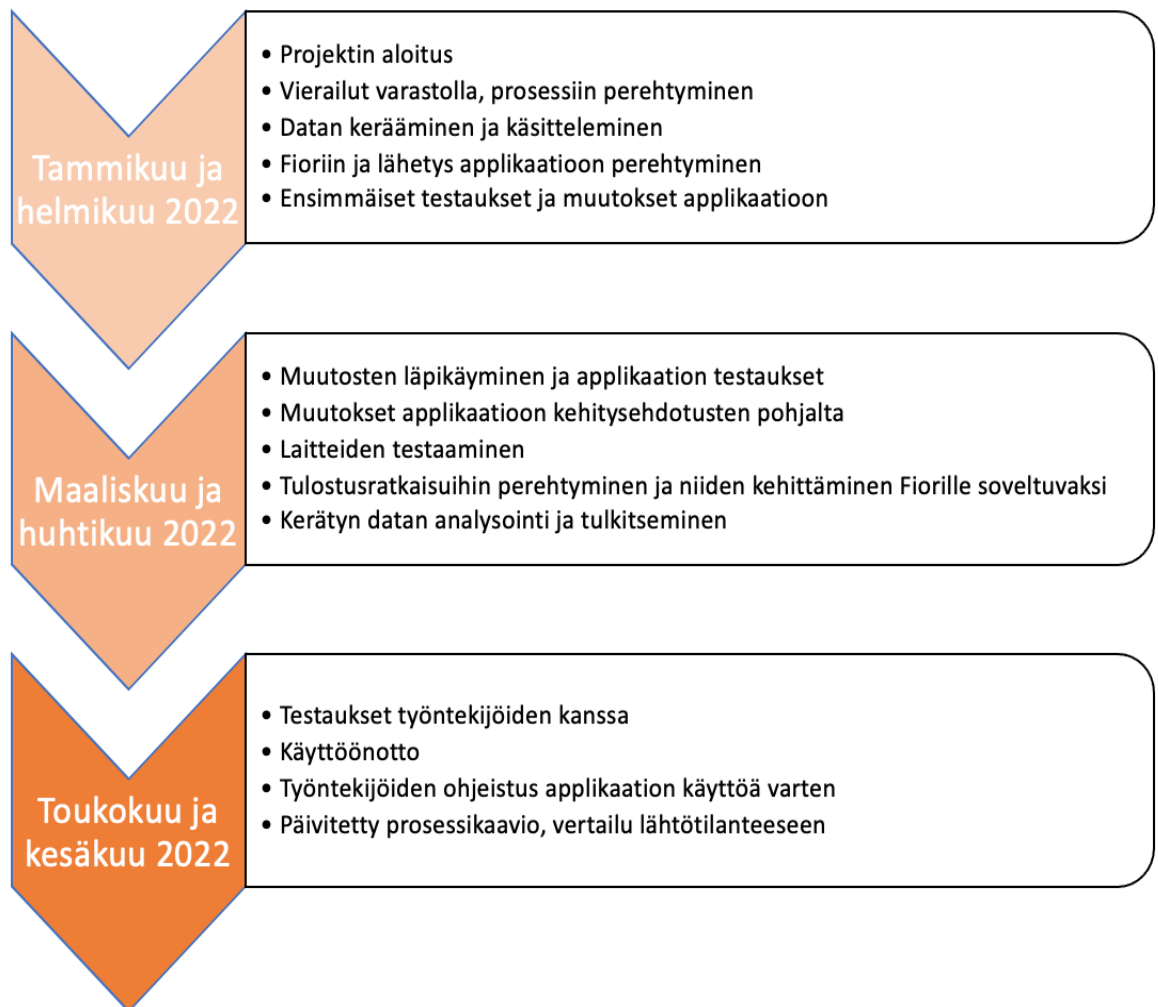 Tammikuu ja
helmikuu 2022
• Projektin aloitus
• Vierailut varastolla, prosessiin perehtyminen
• Datan kerääminen ja käsitteleminen
• Fioriin ja lähetys applikaatioon perehtyminen
• Ensimmäiset testaukset ja muutokset applikaatioon
Maaliskuu ja
huhtikuu 2022
• Muutosten läpikäyminen ja applikaation testaukset
• Muutokset applikaatioon kehitysehdotusten pohjalta
• Laitteiden testaaminen
• Tulostusratkaisuihin perehtyminen ja niiden kehittäminen Fiorille soveltuvaksi
• Kerätyn datan analysointi ja tulkitseminen
Toukokuu ja
kesäkuu 2022
• Testaukset työntekijöiden kanssa
• Käyttöönotto
• Työntekijöiden ohjeistus applikaation käyttöä varten
• Päivitetty prosessikaavio, vertailu lähtötilanteeseen